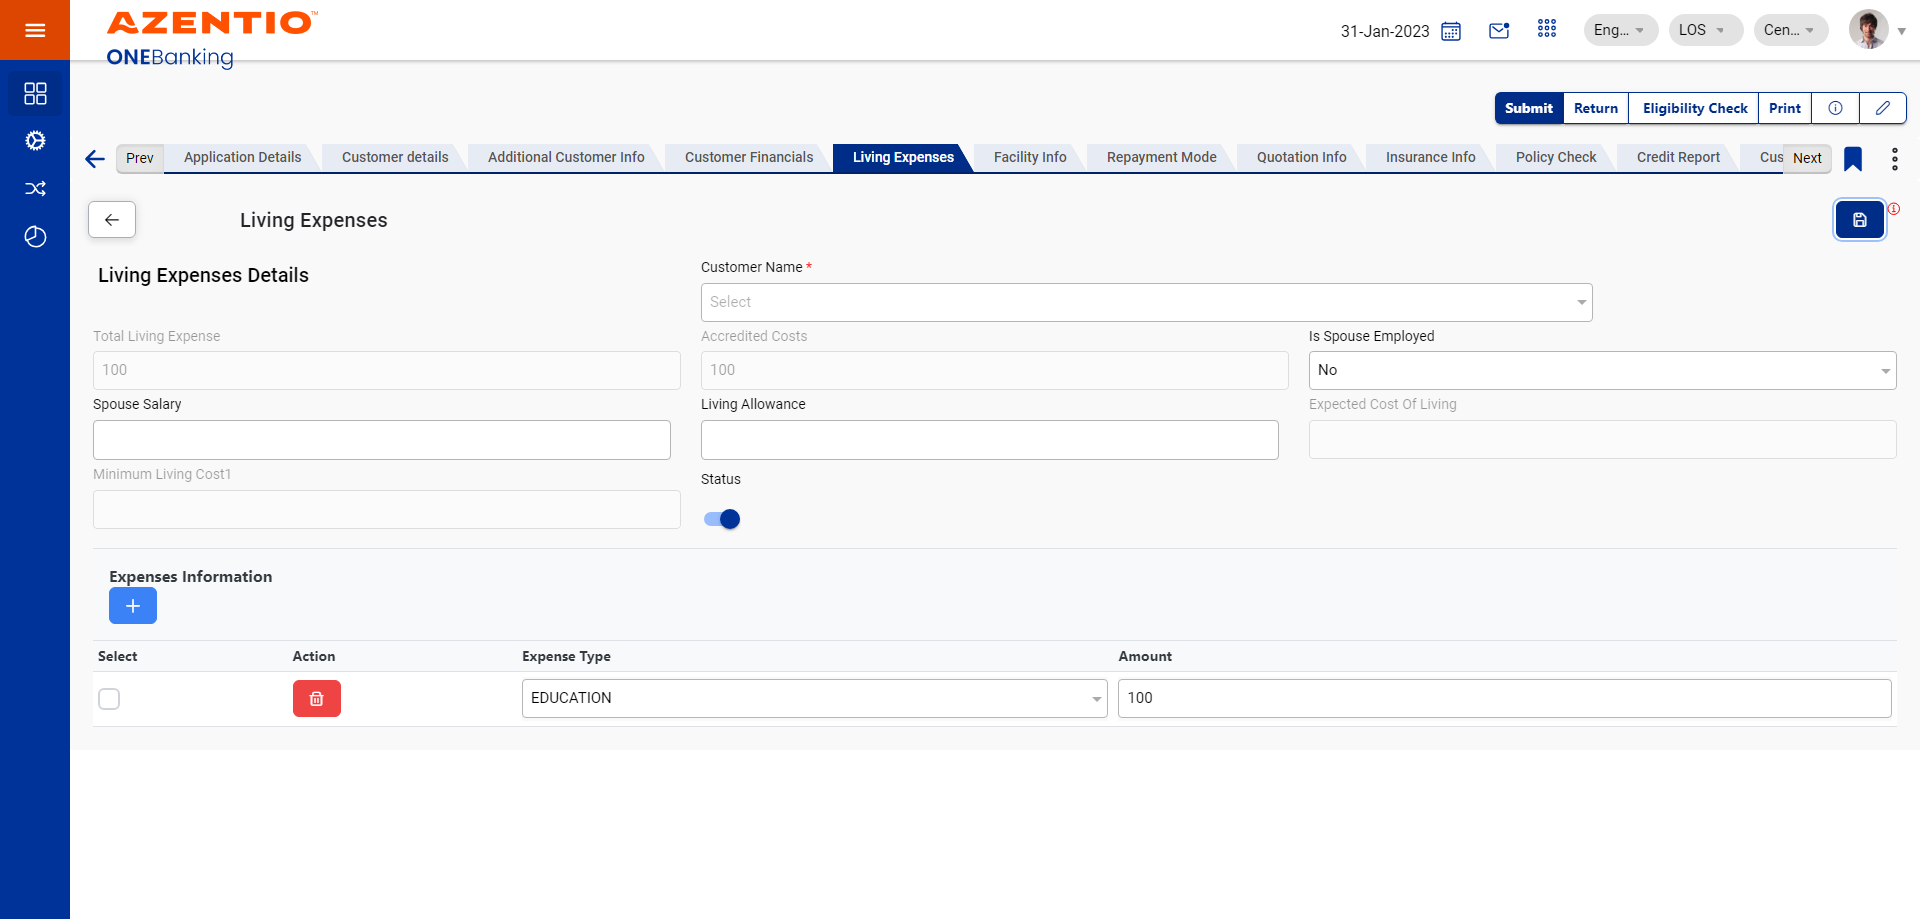 AZENTIO™
ONEBanking
31-Jan-2023
Eng...
LOS
Cen...
Submit
Return
Eligibility Check
Print
Prev
Application Details
Customer details
Additional Customer Info
Customer Financials
Living Expenses
Facility Info
Repayment Mode
Quotation Info
Insurance Info
Policy Check
Credit Report
Cus
Next
Living Expenses
Living Expenses Details
Customer Name *
Select
Total Living Expense
Accredited Costs
Is Spouse Employed
100
100
No
Spouse Salary
Living Allowance
Expected Cost Of Living
Minimum Living Cost1
Status
Expenses Information
Select
Action
Expense Type
Amount
EDUCATION
100